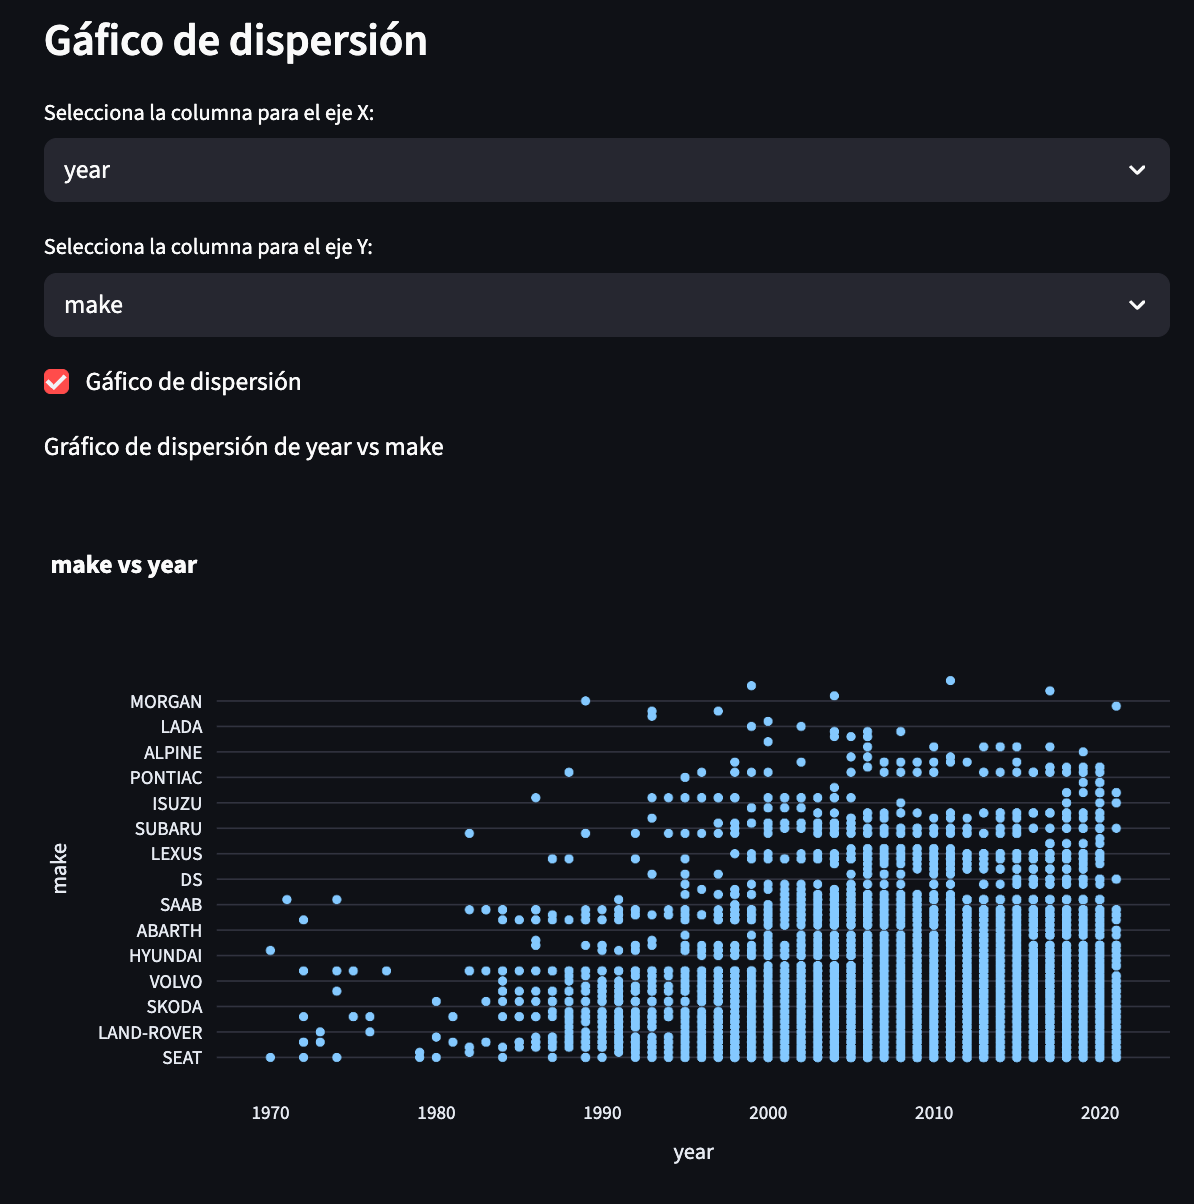 Gáfico de dispersión
Selecciona la columna para el eje X:
year
Selecciona la columna para el eje Y:
make
Gáfico de dispersión
Gráfico de dispersión de year vs make
make vs year
MORGAN
LADA
ALPINE
PONTIAC
ISUZU
SUBARU
LEXUS
DS
SAAB
ABARTH
HYUNDAI
VOLVO
SKODA
LAND-ROVER
SEAT
make
1970 1980 1990 2000 2010 2020
year